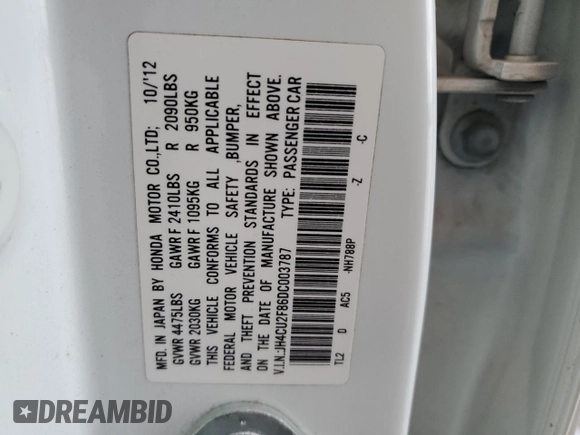 MFD. IN JAPAN BY HONDA MOTOR CO.,LTD; 10/'12
GVWR 4475LBS GAWR F 2410LBS R 2090LBS
GVWR 2030KG GAWR F 1095KG R 950KG
THIS VEHICLE CONFORMS TO ALL APPLICABLE
FEDERAL MOTOR VEHICLE SAFETY ,BUMPER,
AND THEFT PREVENTION STANDARDS IN EFFECT
ON THE DATE OF MANUFACTURE SHOWN ABOVE.
V.I.N.:JH4CU2F86DC003787 TYPE: PASSENGER CAR
TL2 D AC5 -NH788P -Z -C
DREAMBID